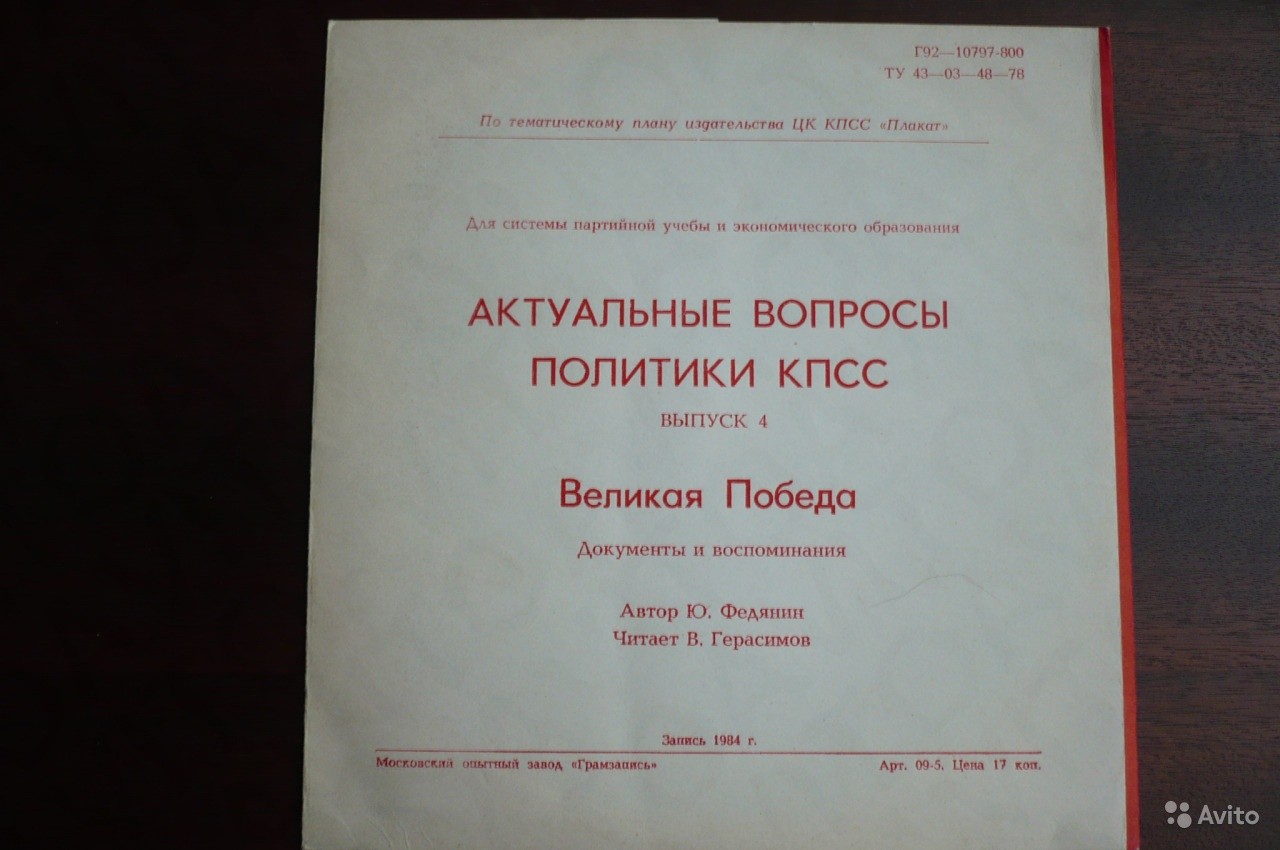 Г92—10797-800
ТУ 43—03—48—78
По тематическому плану издательства ЦК КПСС «Плакат»
Для системы партийной учебы и экономического образования
АКТУАЛЬНЫЕ ВОПРОСЫ
ПОЛИТИКИ КПСС
ВЫПУСК 4
Великая Победа
Документы и воспоминания
Автор Ю. Федянин
Читает В. Герасимов
Запись 1984 г.
Московский опытный завод «Грамзапись»
Арт. 09-5. Цена 17 коп.
Avito